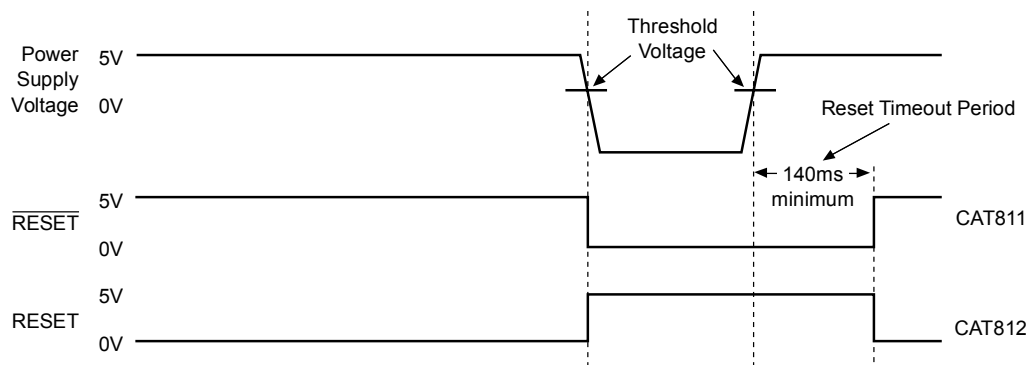 Threshold
Voltage
Power
Supply
Voltage
5V
0V
Reset Timeout Period
140ms
minimum
RESET
5V
0V
CAT811
RESET
5V
0V
CAT812